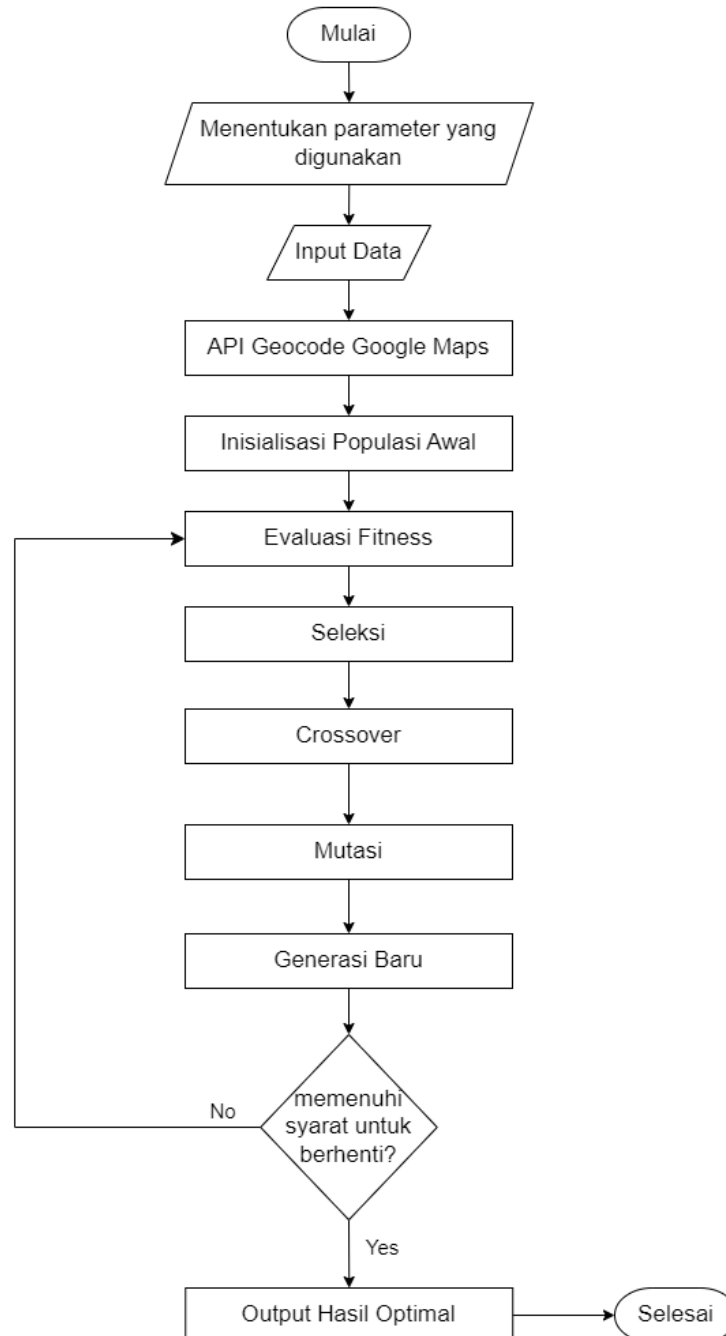 Mulai
Menentukan parameter yang
digunakan
Input Data
API Geocode Google Maps
Inisialisasi Populasi Awal
Evaluasi Fitness
Seleksi
Crossover
Mutasi
Generasi Baru
No
memenuhi
syarat untuk
berhenti?
Yes
Output Hasil Optimal
Selesai